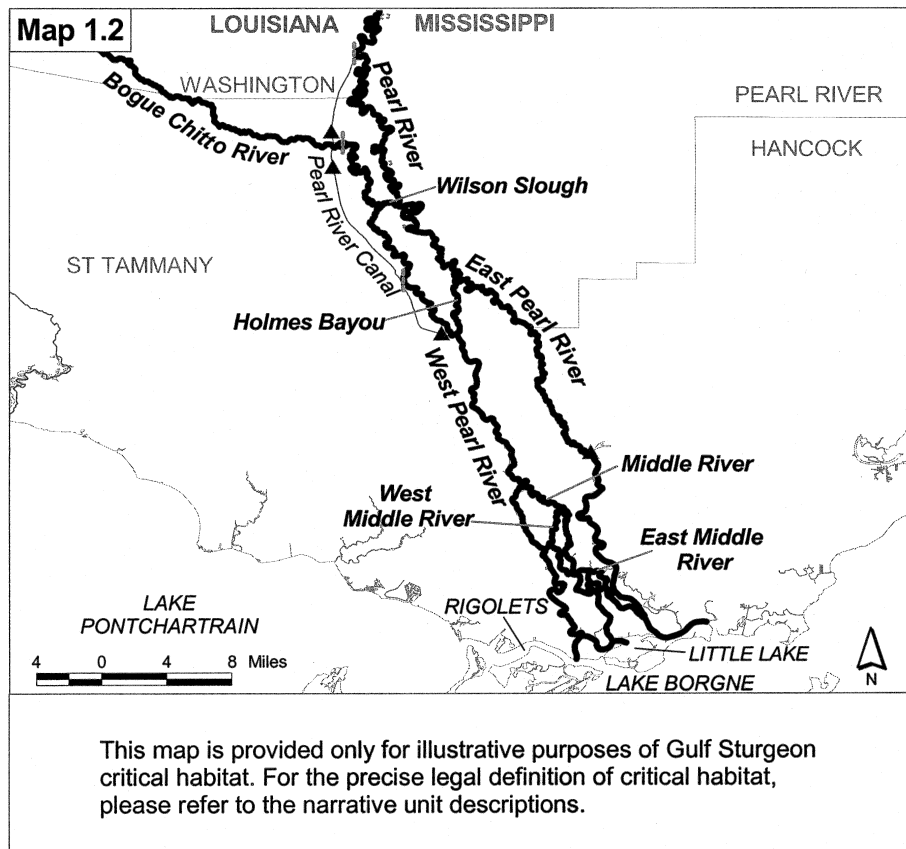 Map 1.2
LOUISIANA
MISSISSIPPI
WASHINGTON
Pearl River
PEARL RIVER
Bogue Chitto River
HANCOCK
Wilson Slough
Pearl River Canal
ST TAMMANY
East Pearl River
Holmes Bayou
West Pearl River
Middle River
West
Middle River
East Middle
River
LAKE
PONTCHARTRAIN
RIGOLETS
4 0 4 8 Miles
LITTLE LAKE
LAKE BORGNE
N
This map is provided only for illustrative purposes of Gulf Sturgeon
critical habitat. For the precise legal definition of critical habitat,
please refer to the narrative unit descriptions.